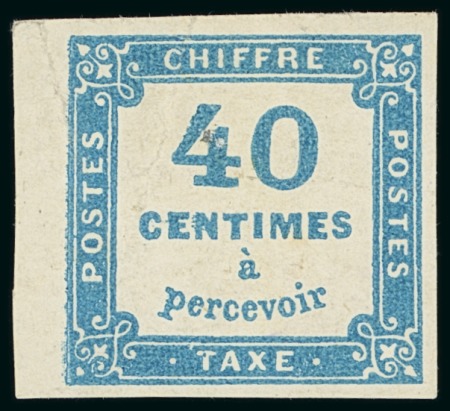 CHIFFRE
POSTES
40
CENTIMES
à
percevoir
POSTES
· TAXE ·